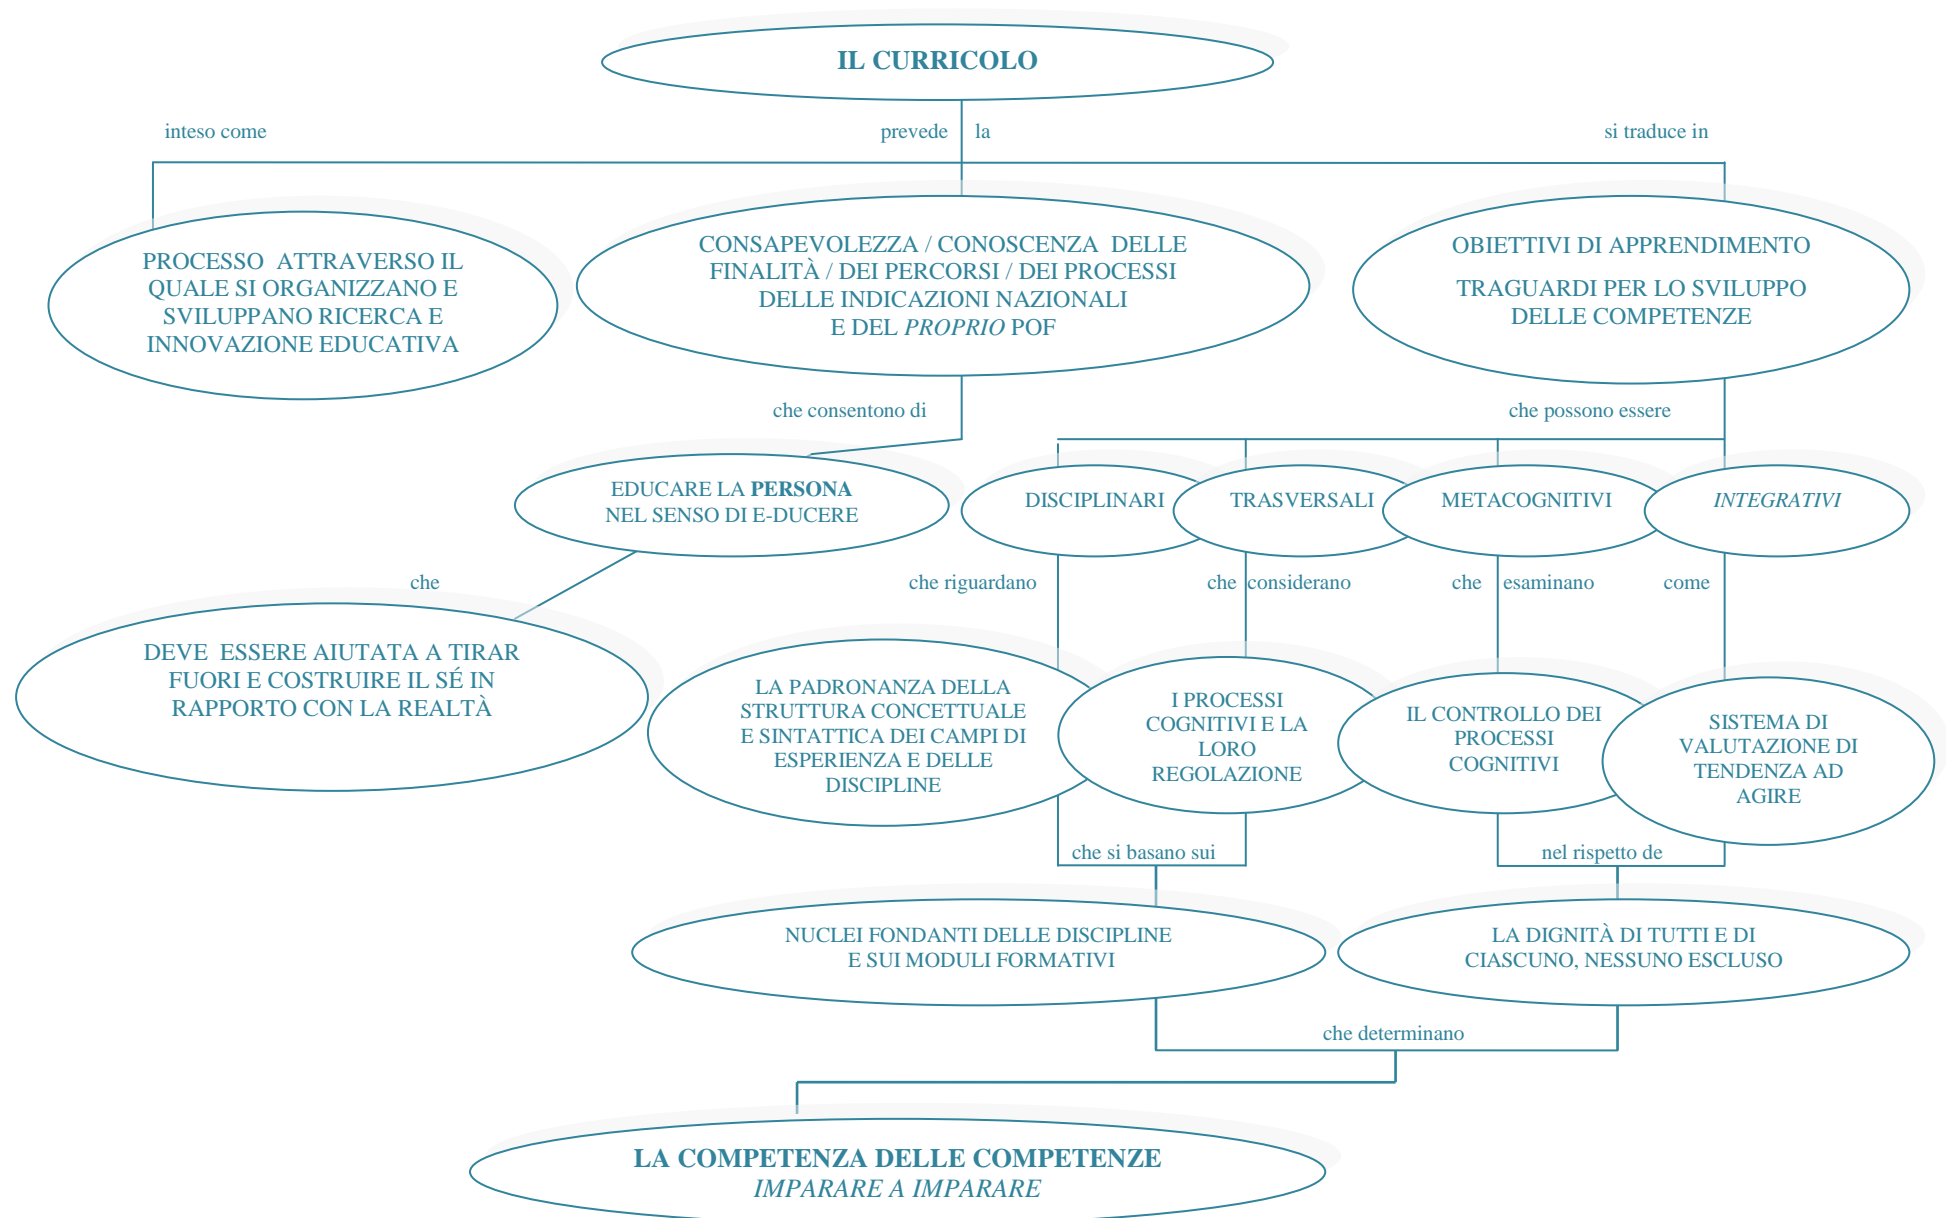 IL CURRICOLO
inteso come
prevede la
si traduce in
PROCESSO ATTRAVERSO IL
QUALE SI ORGANIZZANO E
SVILUPPANO RICERCA E
INNOVAZIONE EDUCATIVA
CONSAPEVOLEZZA / CONOSCENZA DELLE
FINALITÀ / DEI PERCORSI / DEI PROCESSI
DELLE INDICAZIONI NAZIONALI
E DEL PROPRIO POF
OBIETTIVI DI APPRENDIMENTO
TRAGUARDI PER LO SVILUPPO
DELLE COMPETENZE
che consentono di
che possono essere
EDUCARE LA PERSONA
NEL SENSO DI E-DUCERE
DISCIPLINARI
TRASVERSALI
METACOGNITIVI
INTEGRATIVI
che
che riguardano
che considerano
che esaminano
come
DEVE ESSERE AIUTATA A TIRAR
FUORI E COSTRUIRE IL SÉ IN
RAPPORTO CON LA REALTÀ
LA PADRONANZA DELLA
STRUTTURA CONCETTUALE
E SINTATTICA DEI CAMPI DI
ESPERIENZA E DELLE
DISCIPLINE
I PROCESSI
COGNITIVI E LA
LORO
REGOLAZIONE
IL CONTROLLO DEI
PROCESSI
COGNITIVI
SISTEMA DI
VALUTAZIONE DI
TENDENZA AD
AGIRE
che si basano sui
nel rispetto de
NUCLEI FONDANTI DELLE DISCIPLINE
E SUI MODULI FORMATIVI
LA DIGNITÀ DI TUTTI E DI
CIASCUNO, NESSUNO ESCLUSO
che determinano
LA COMPETENZA DELLE COMPETENZE
IMPARARE A IMPARARE